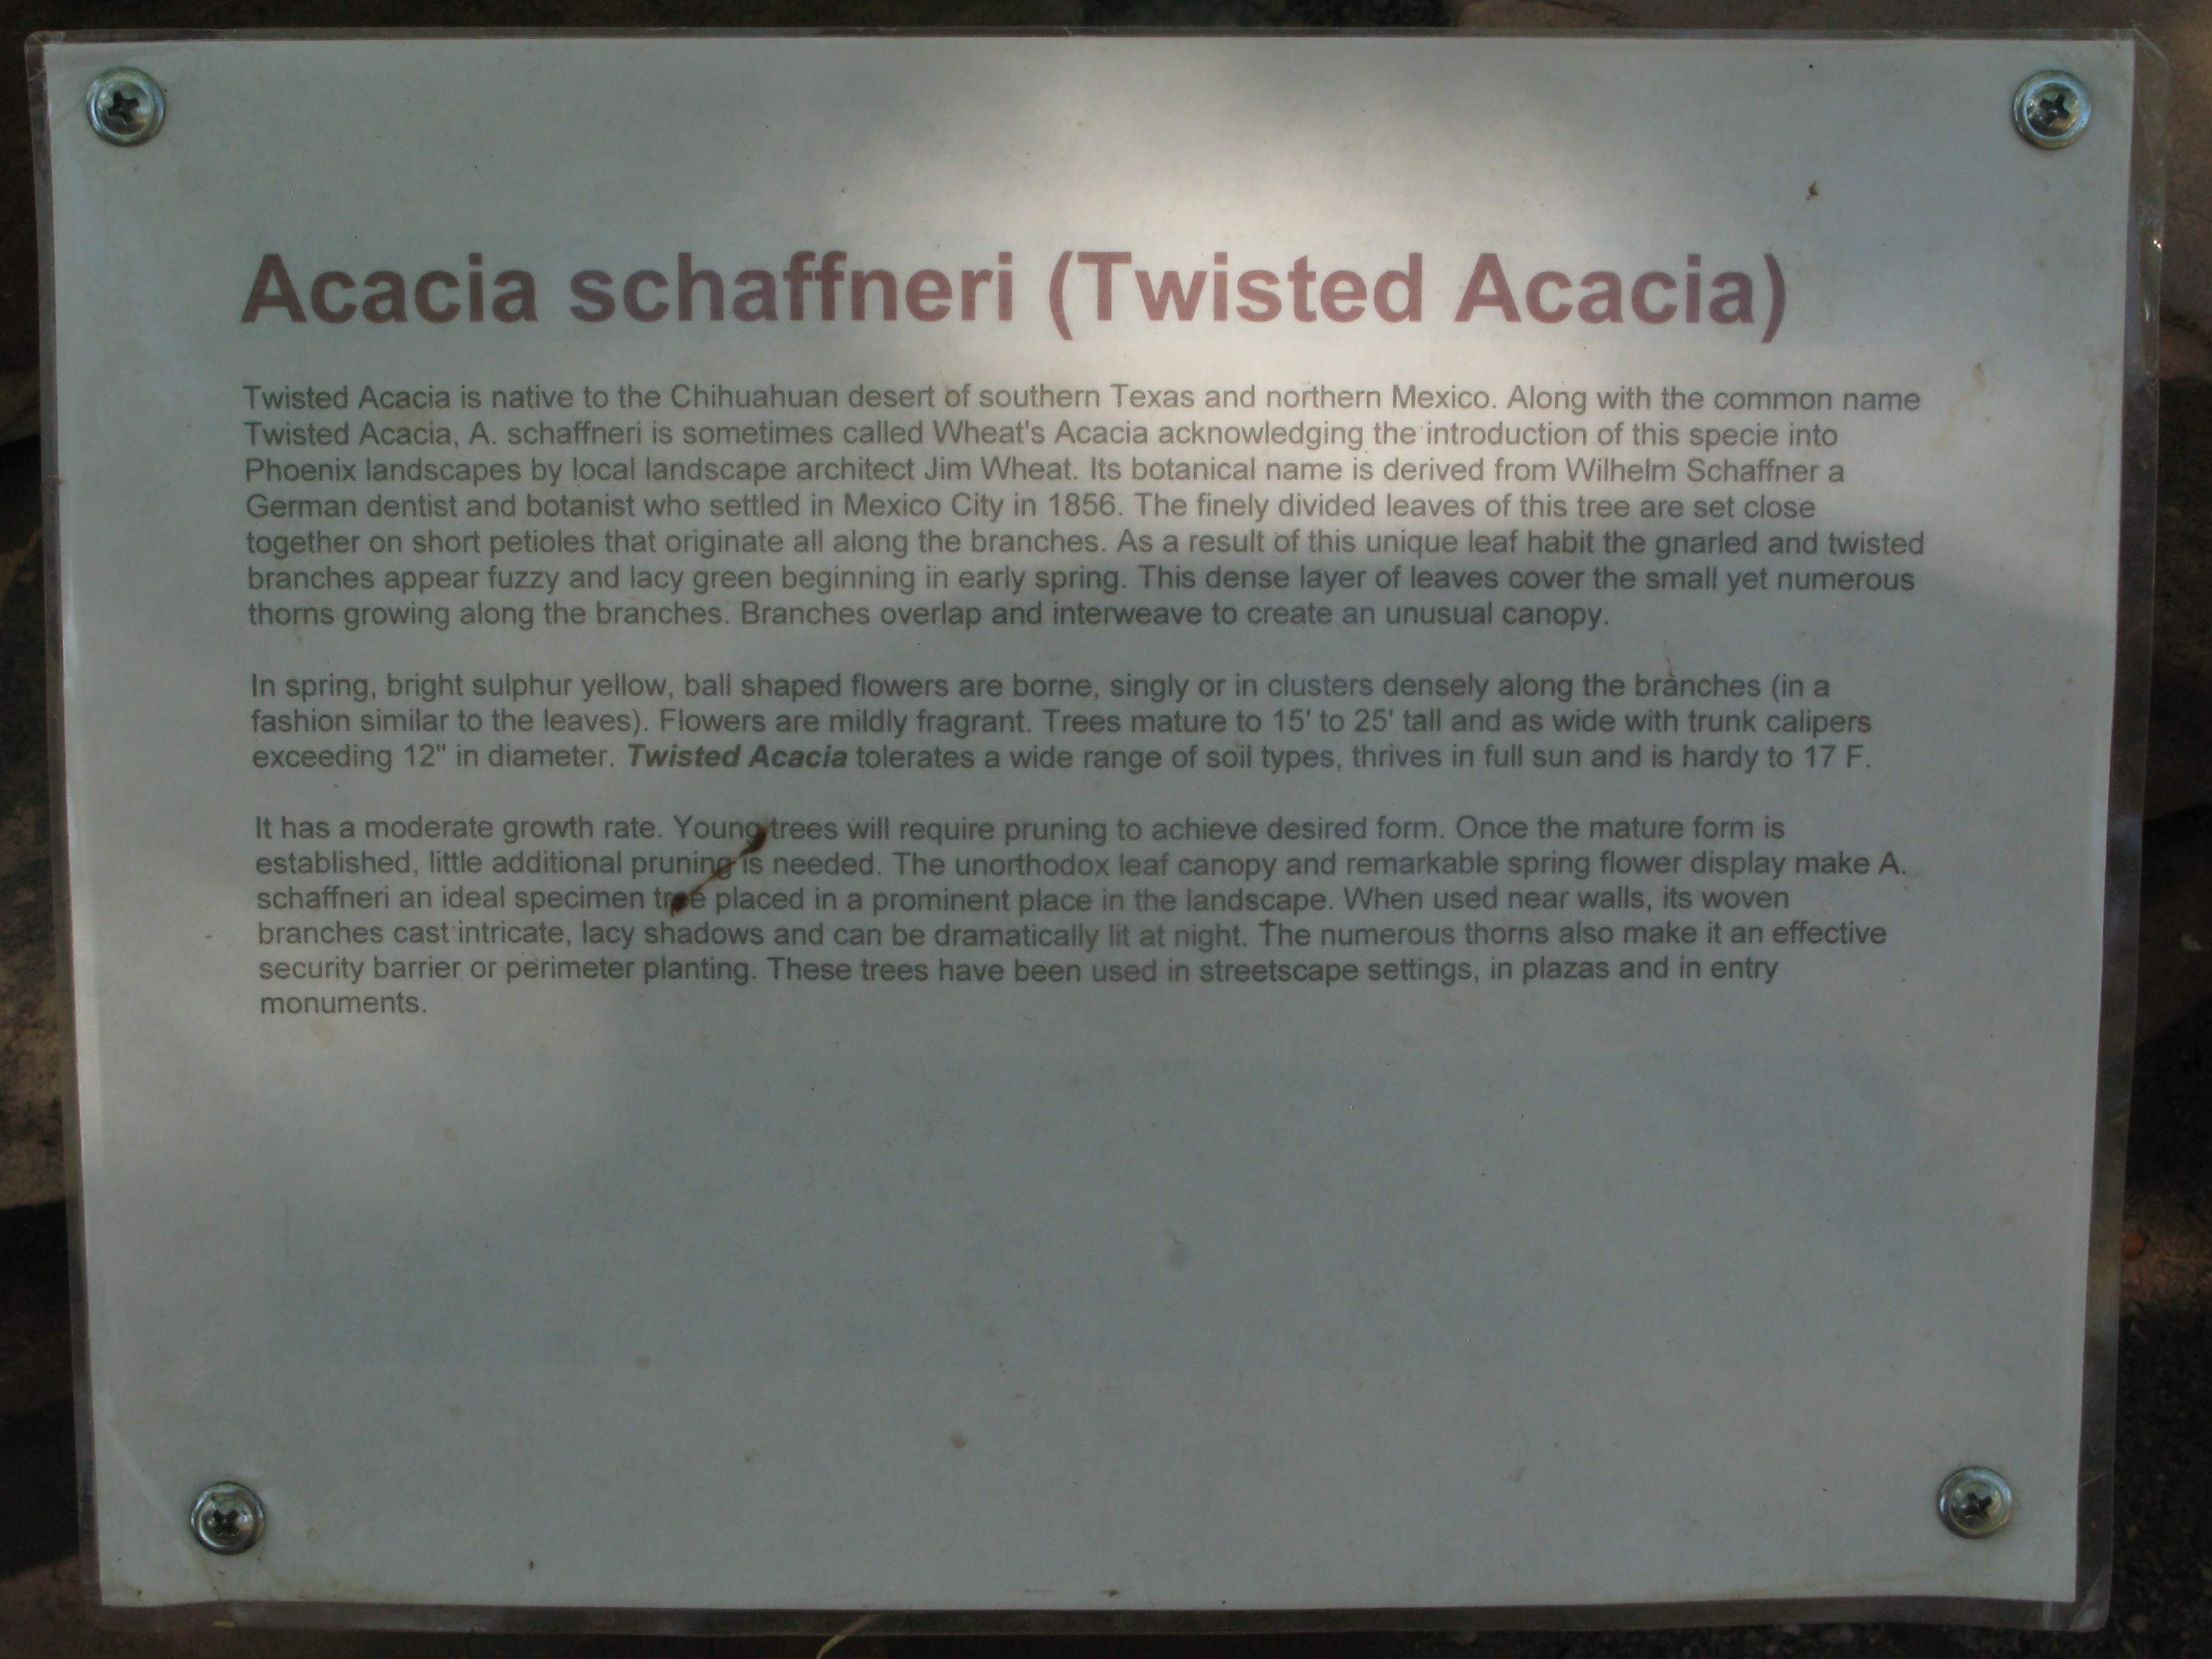 Acacia schaffneri (Twisted Acacia)
Twisted Acacia is native to the Chihuahuan desert of southern Texas and northern Mexico. Along with the common name
Twisted Acacia, A. schaffneri is sometimes called Wheat's Acacia acknowledging the introduction of this specie into
Phoenix landscapes by local landscape architect Jim Wheat. Its botanical name is derived from Wilhelm Schaffner a
German dentist and botanist who settled in Mexico City in 1856. The finely divided leaves of this tree are set close
together on short petioles that originate all along the branches. As a result of this unique leaf habit the gnarled and twisted
branches appear fuzzy and lacy green beginning in early spring. This dense layer of leaves cover the small yet numerous
thorns growing along the branches. Branches overlap and interweave to create an unusual canopy.
In spring, bright sulphur yellow, ball shaped flowers are borne, singly or in clusters densely along the branches (in a
fashion similar to the leaves). Flowers are mildly fragrant. Trees mature to 15' to 25' tall and as wide with trunk calipers
exceeding 12" in diameter. Twisted Acacia tolerates a wide range of soil types, thrives in full sun and is hardy to 17 F.
It has a moderate growth rate. Young trees will require pruning to achieve desired form. Once the mature form is
established, little additional pruning is needed. The unorthodox leaf canopy and remarkable spring flower display make A.
schaffneri an ideal specimen tree placed in a prominent place in the landscape. When used near walls, its woven
branches cast intricate, lacy shadows and can be dramatically lit at night. The numerous thorns also make it an effective
security barrier or perimeter planting. These trees have been used in streetscape settings, in plazas and in entry
monuments.